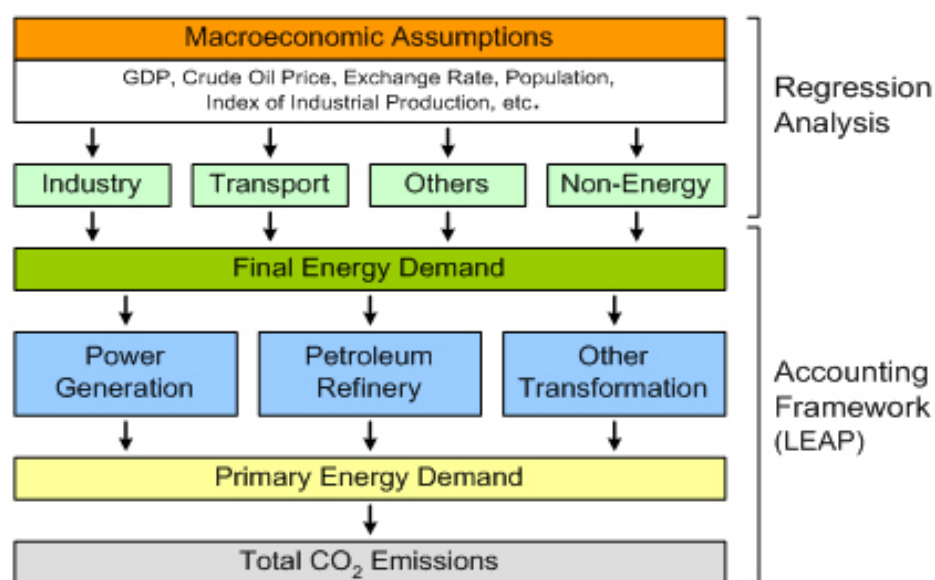 Macroeconomic Assumptions
GDP, Crude Oil Price, Exchange Rate, Population,
Index of Industrial Production, etc.
Regression
Analysis
Industry
Transport
Others
Non-Energy
Final Energy Demand
Power
Generation
Petroleum
Refinery
Other
Transformation
Accounting
Framework
(LEAP)
Primary Energy Demand
Total CO₂ Emissions